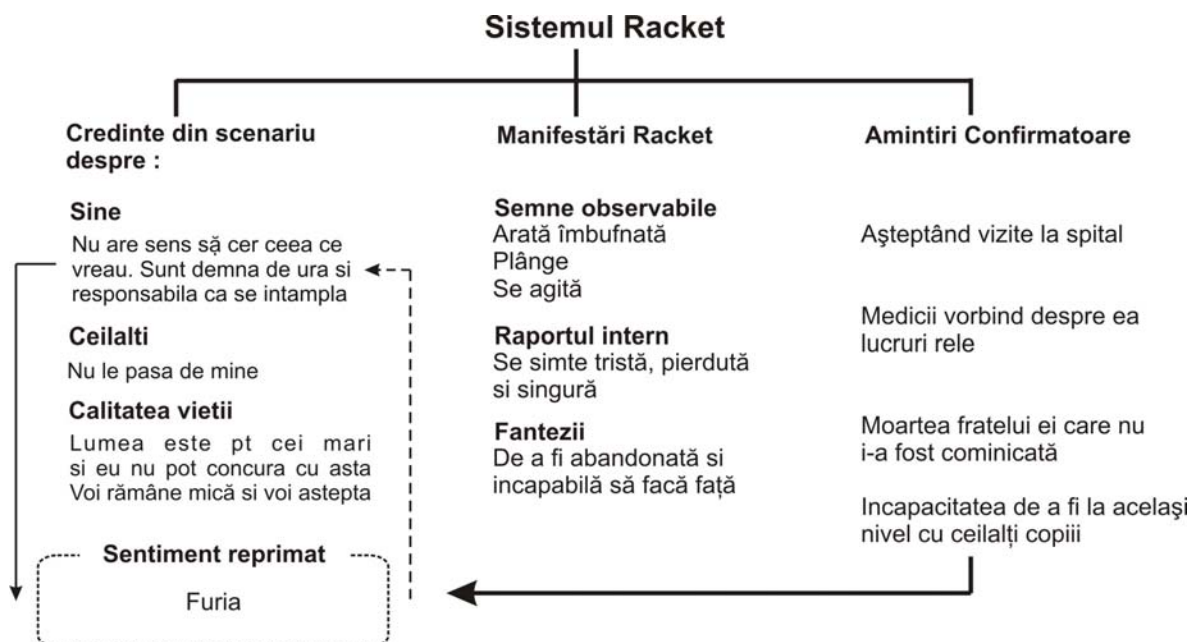 Sistemul Racket
Credinte din scenariu
despre :
Sine
Nu are sens să cer ceea ce
vreau. Sunt demna de ura si
responsabila ca se intampla
Ceilalti
Nu le pasa de mine
Calitatea vietii
Lumea este pt cei mari
si eu nu pot concura cu asta
Voi rămâne mică si voi astepta
Sentiment reprimat
Furia
Manifestări Racket
Semne observabile
Arată îmbufnată
Plânge
Se agită
Raportul intern
Se simte tristă, pierdută
si singură
Fantezii
De a fi abandonată si
incapabilă să facă față
Amintiri Confirmatoare
Aşteptând vizite la spital
Medicii vorbind despre ea
lucruri rele
Moartea fratelui ei care nu
i-a fost cominicată
Incapacitatea de a fi la acelaşi
nivel cu ceilalți copiii